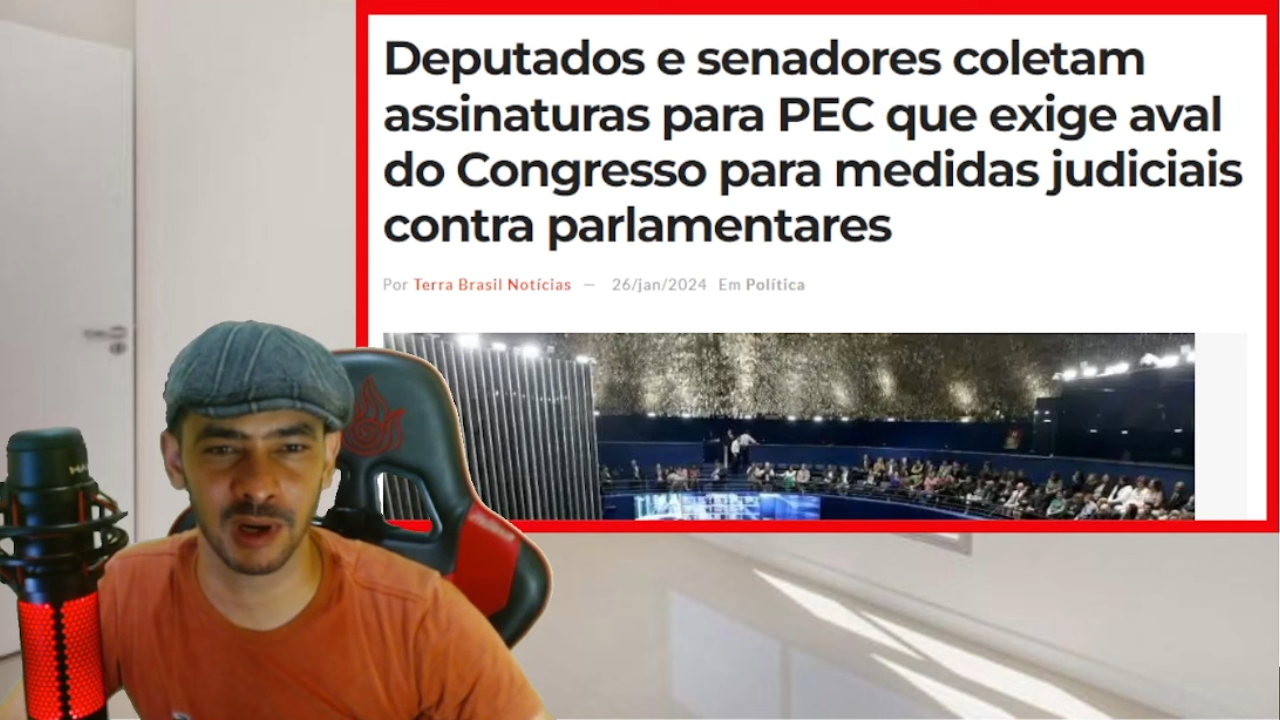 Deputados e senadores coletam
assinaturas para PEC que exige aval
do Congresso para medidas judiciais
contra parlamentares
Por Terra Brasil Notícias — 26/jan/2024 Em Política